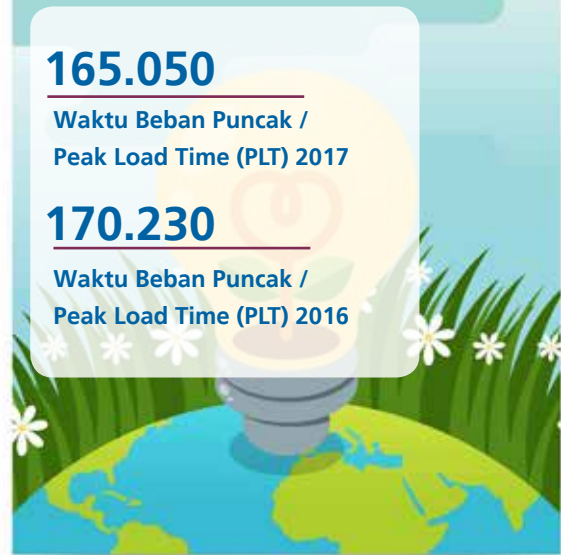 165.050
Waktu Beban Puncak /
Peak Load Time (PLT) 2017
170.230
Waktu Beban Puncak /
Peak Load Time (PLT) 2016